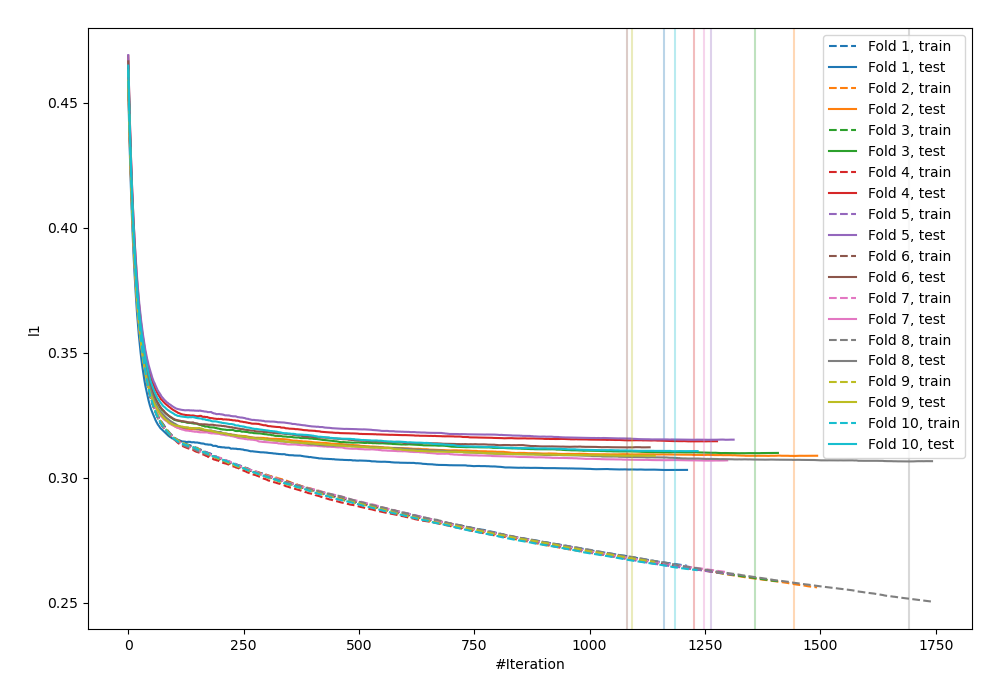 0.45
0.40
0.35
0.30
0.25
l1
0
250
500
750
1000
1250
1500
1750
#Iteration
Fold 1, train
Fold 1, test
Fold 2, train
Fold 2, test
Fold 3, train
Fold 3, test
Fold 4, train
Fold 4, test
Fold 5, train
Fold 5, test
Fold 6, train
Fold 6, test
Fold 7, train
Fold 7, test
Fold 8, train
Fold 8, test
Fold 9, train
Fold 9, test
Fold 10, train
Fold 10, test